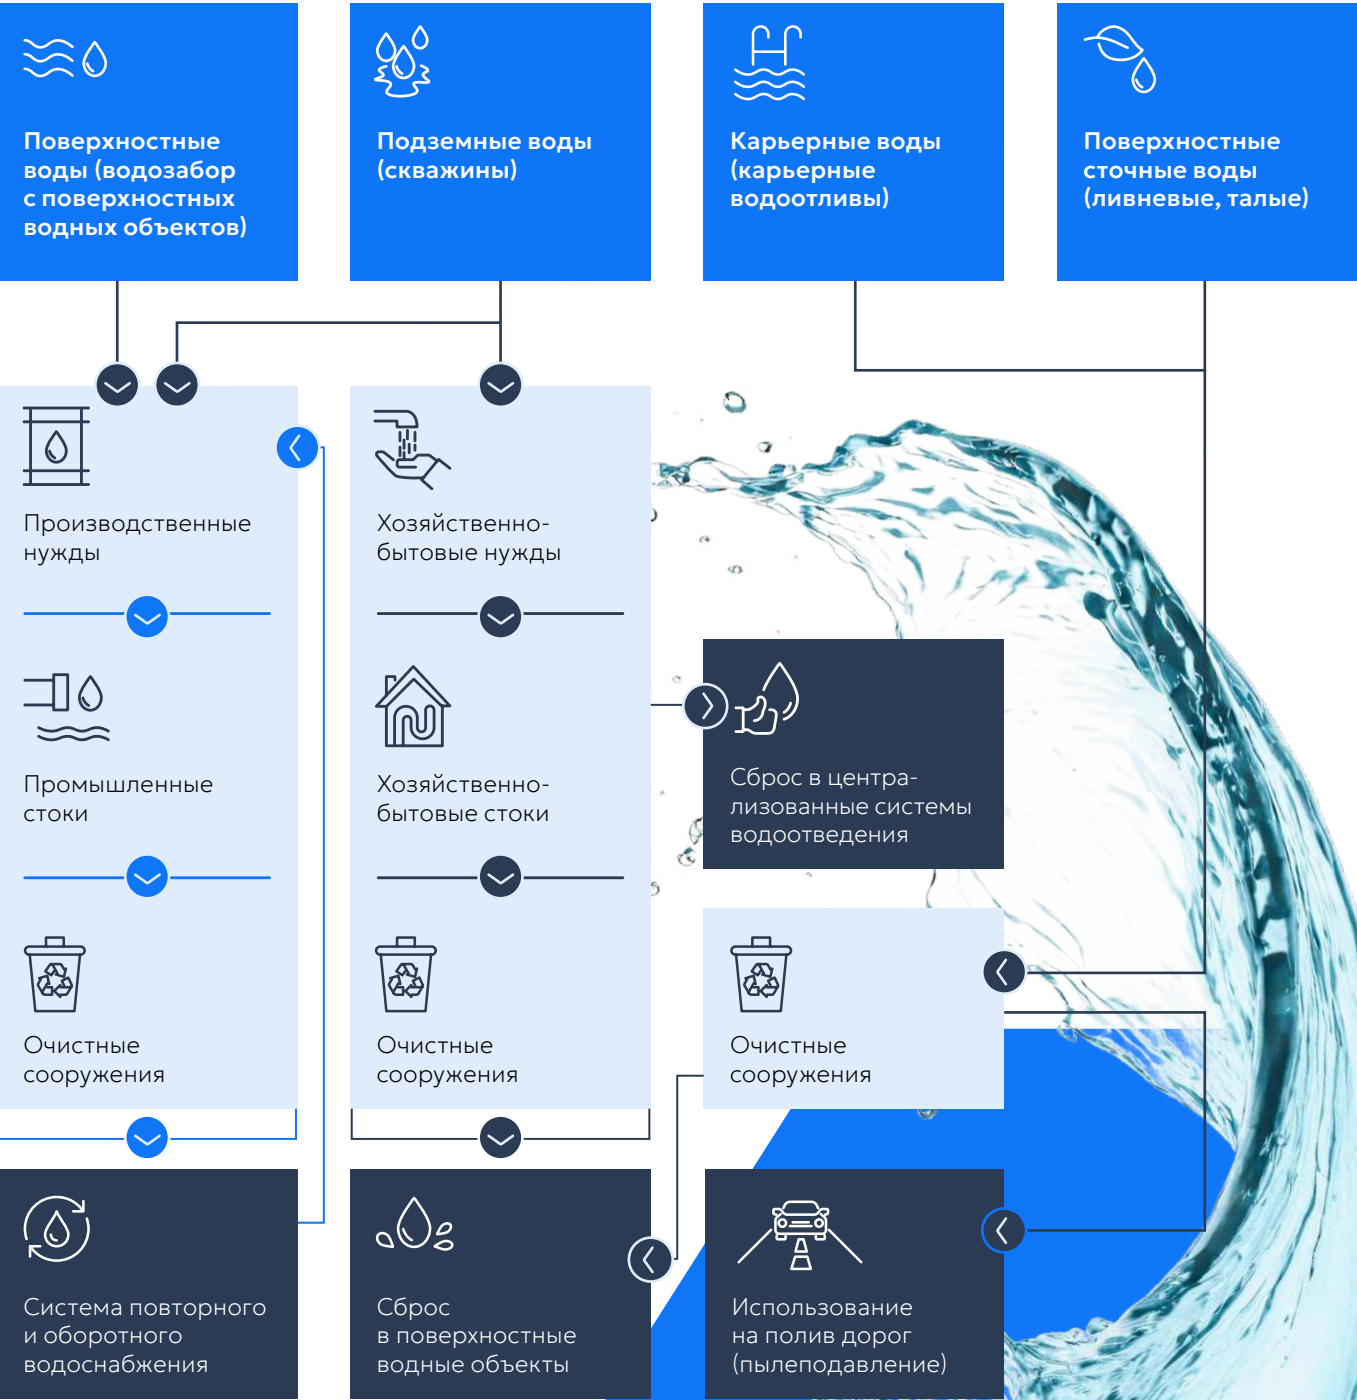 Поверхностные
воды (водозабор
с поверхностных
водных объектов)
Подземные воды
(скважины)
Карьерные воды
(карьерные
водоотливы)
Поверхностные
сточные воды
(ливневые, талые)
Производственные
нужды
Хозяйственно-
бытовые нужды
Промышленные
стоки
Хозяйственно-
бытовые стоки
Сброс в центра-
лизованные системы
водоотведения
Очистные
сооружения
Очистные
сооружения
Очистные
сооружения
Система повторного
и оборотного
водоснабжения
Сброс
в поверхностные
водные объекты
Использование
на полив дорог
(пылеподавление)